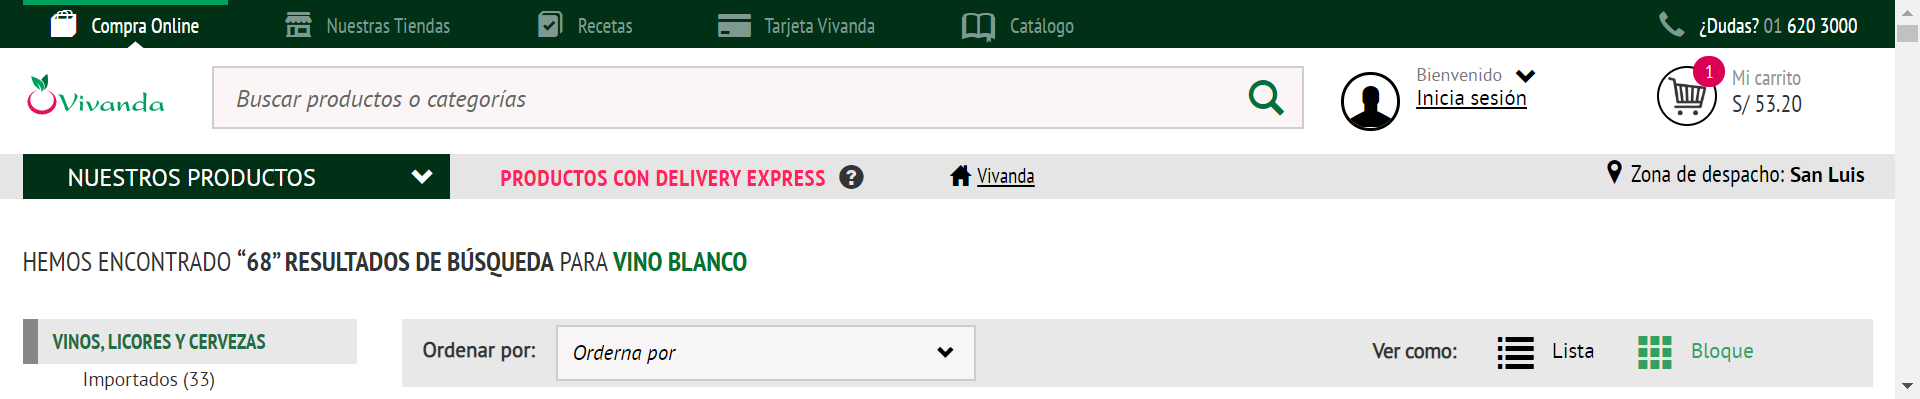 Compra Online Nuestras Tiendas Recetas Tarjeta Vivanda Catálogo ¿Dudas? 01 620 3000
Vivanda
Buscar productos o categorías
Bienvenido
Inicia sesión
1
Mi carrito
S/ 53.20
NUESTROS PRODUCTOS PRODUCTOS CON DELIVERY EXPRESS ? Vivanda Zona de despacho: San Luis
HEMOS ENCONTRADO “68” RESULTADOS DE BÚSQUEDA PARA VINO BLANCO
VINOS, LICORES Y CERVEZAS
Importados (33)
Ordenar por: Orderna por Ver como: Lista Bloque